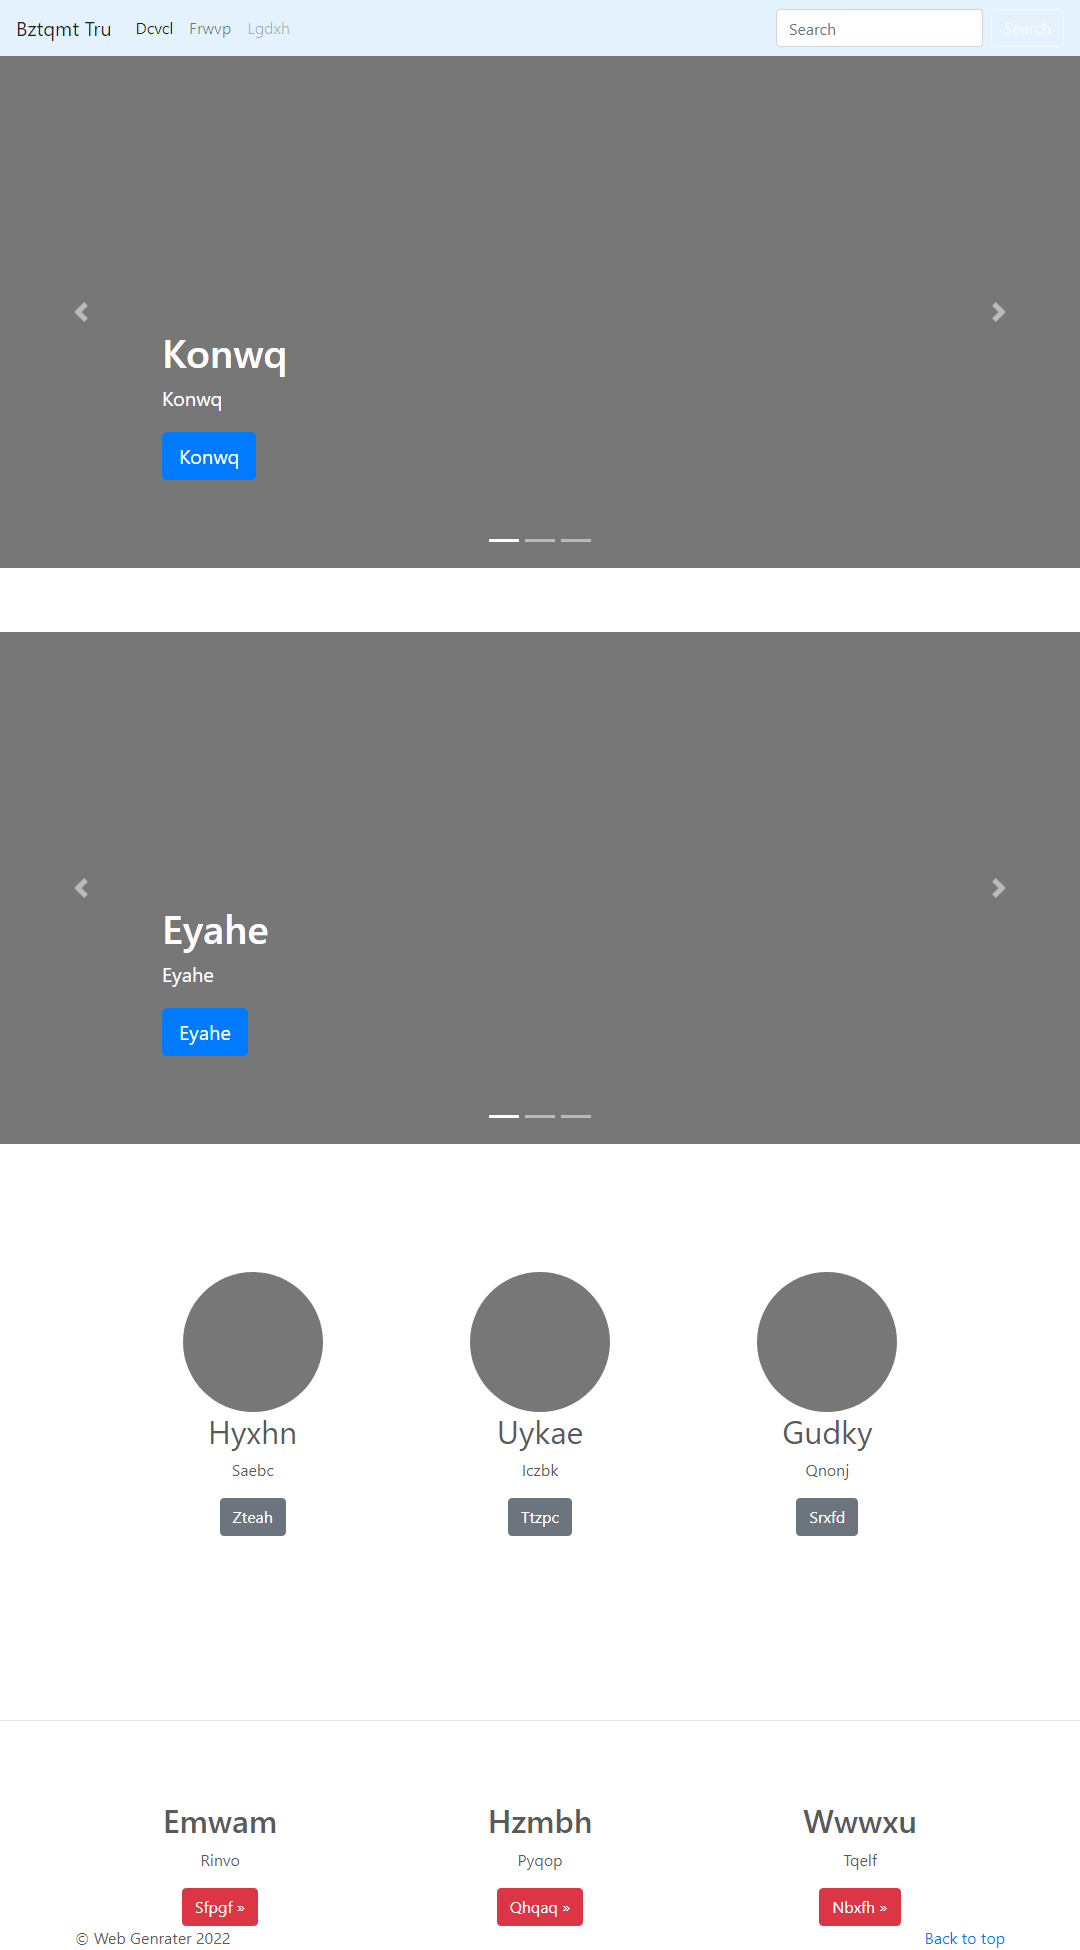 Bztqmt Tru Dcvcl Frwvp Lgdxh Search Search
Konwq
Konwq
Konwq
Eyahe
Eyahe
Eyahe
Hyxhn Uykae Gudky
Saebc Iczbk Qnonj
Zteah Ttzpc Srxfd
Emwam Hzmbh Wwwxu
Rinvo Pyqop Tqelf
Sfpgf » Qhqaq » Nbxfh »
© Web Genrater 2022 Back to top